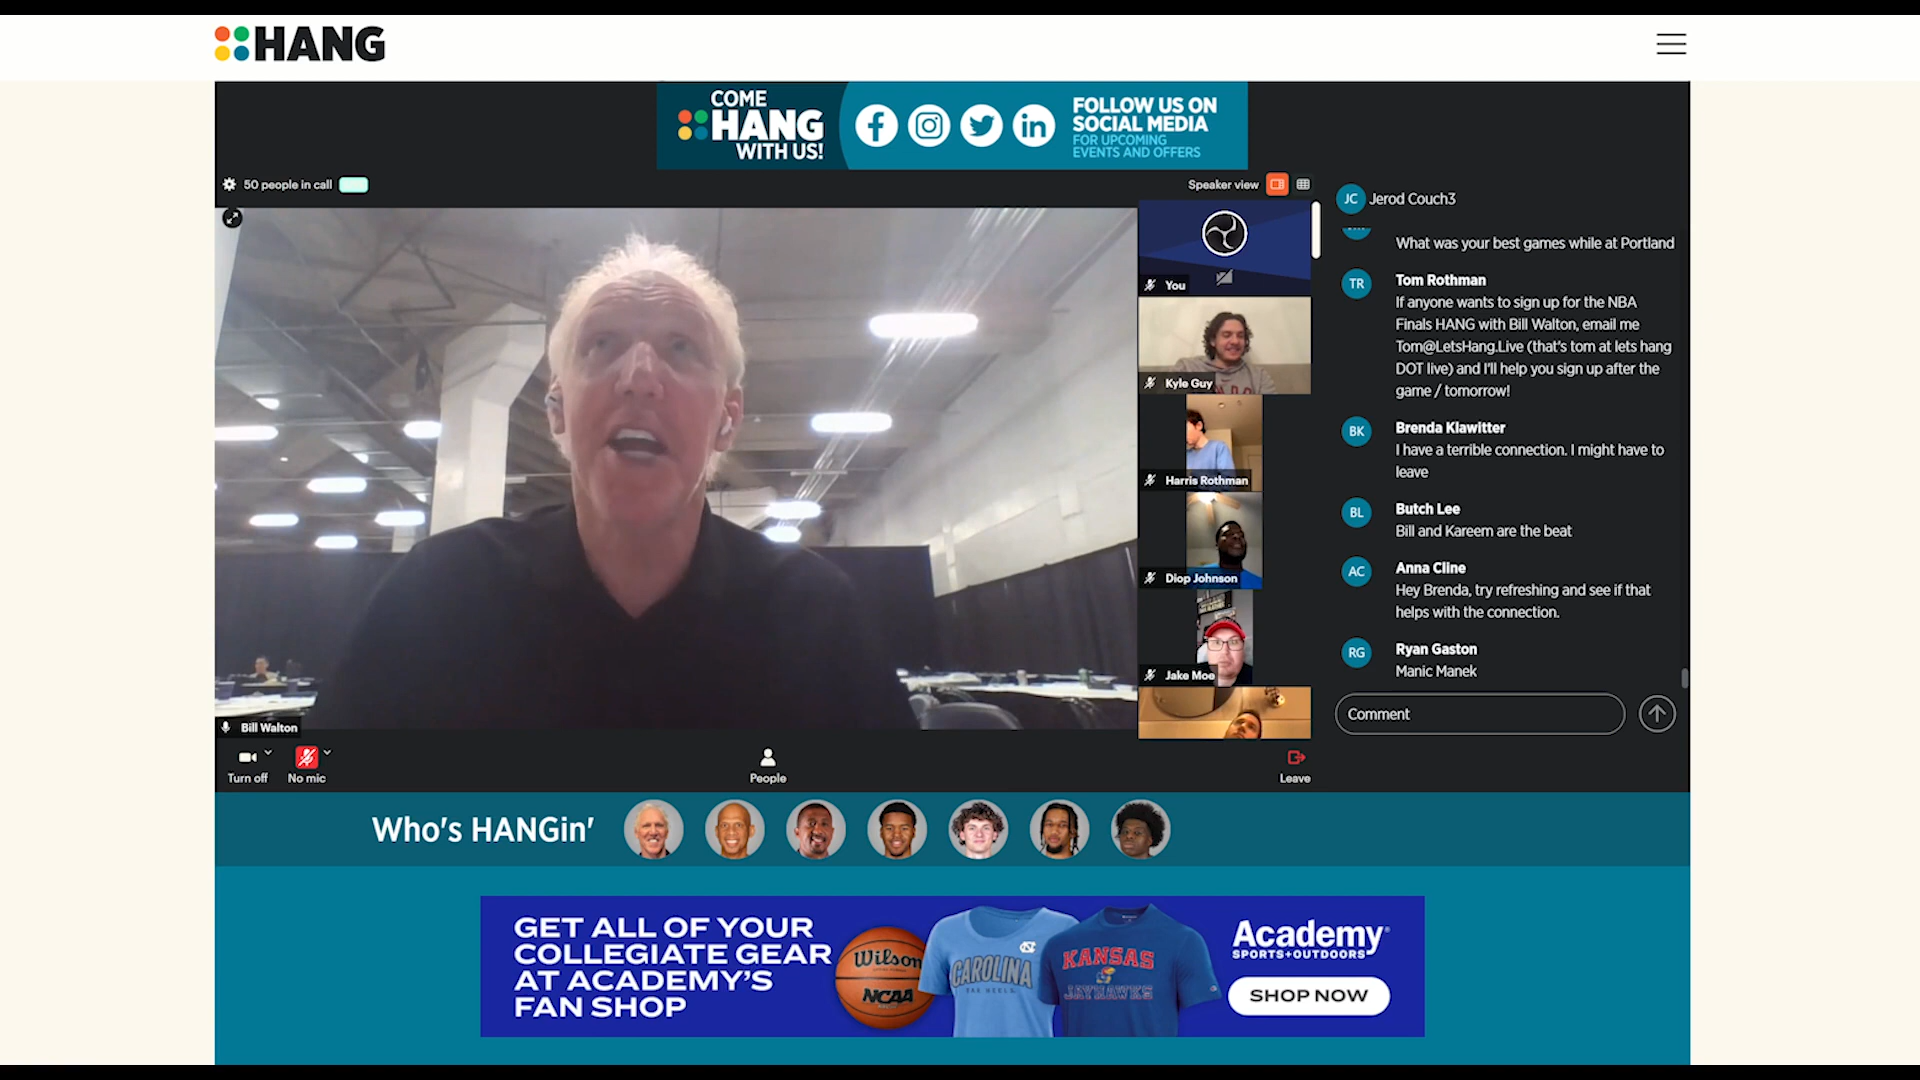 HANG
COME
HANG
WITH US!
FOLLOW US ON
SOCIAL MEDIA
FOR UPCOMING
EVENTS AND OFFERS
50 people in call
Speaker view
You
Kyle Guy
Harris Rothman
Diop Johnson
Jake Moe
Bill Walton
Turn off
No mic
People
Leave
JC Jerod Couch3
What was your best games while at Portland
TR Tom Rothman
If anyone wants to sign up for the NBA
Finals HANG with Bill Walton, email me
Tom@LetsHang.Live (that's tom at lets hang
DOT live) and I'll help you sign up after the
game / tomorrow!
BK Brenda Klawitter
I have a terrible connection. I might have to
leave
BL Butch Lee
Bill and Kareem are the beat
AC Anna Cline
Hey Brenda, try refreshing and see if that
helps with the connection.
RG Ryan Gaston
Manic Manek
Comment
Who's HANGin'
GET ALL OF YOUR
COLLEGIATE GEAR
AT ACADEMY'S
FAN SHOP
Wilson
NCAA
CAROLINA
TAR HEELS
KANSAS
JAYHAWKS
Academy
SPORTS+OUTDOORS
SHOP NOW